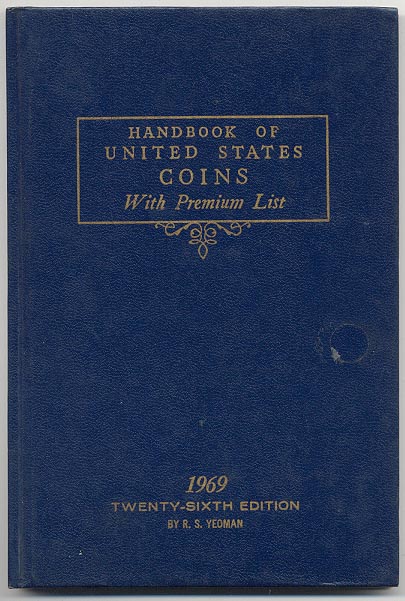 HANDBOOK OF
UNITED STATES
COINS
With Premium List
1969
TWENTY-SIXTH EDITION
BY R. S. YEOMAN